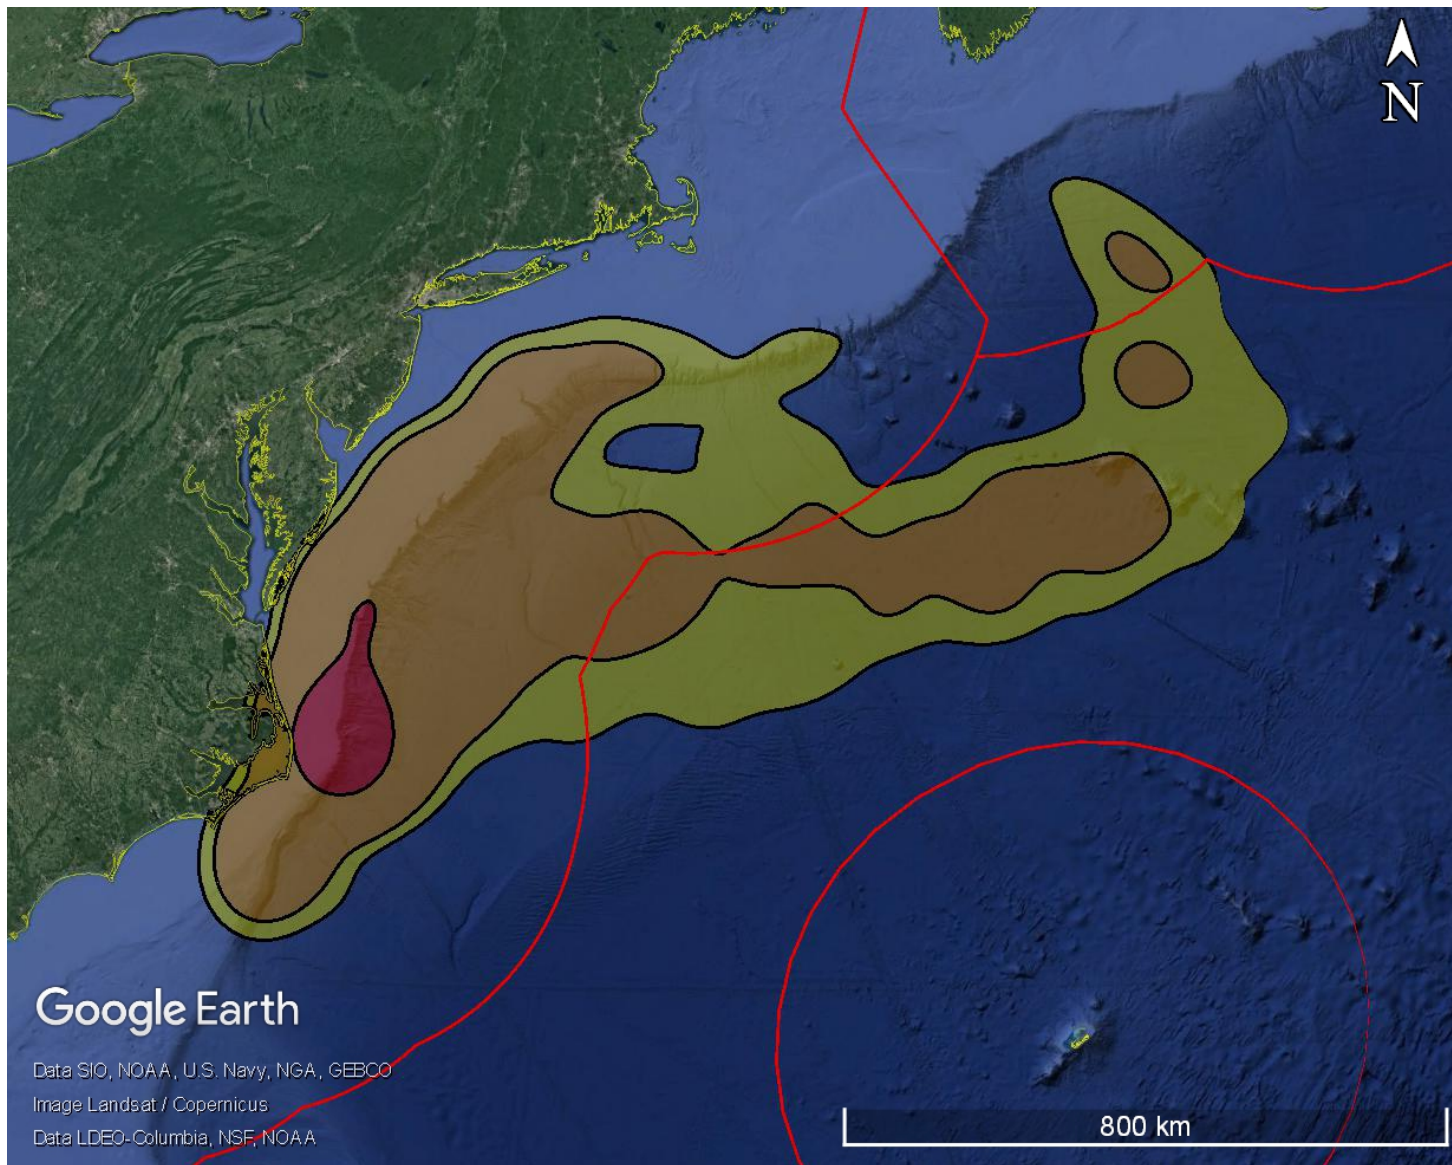 N
Google Earth
Data SIO, NOAA, U.S. Navy, NGA, GEBCO
Image Landsat / Copernicus
Data LDEO-Columbia, NSF, NOAA
800 km